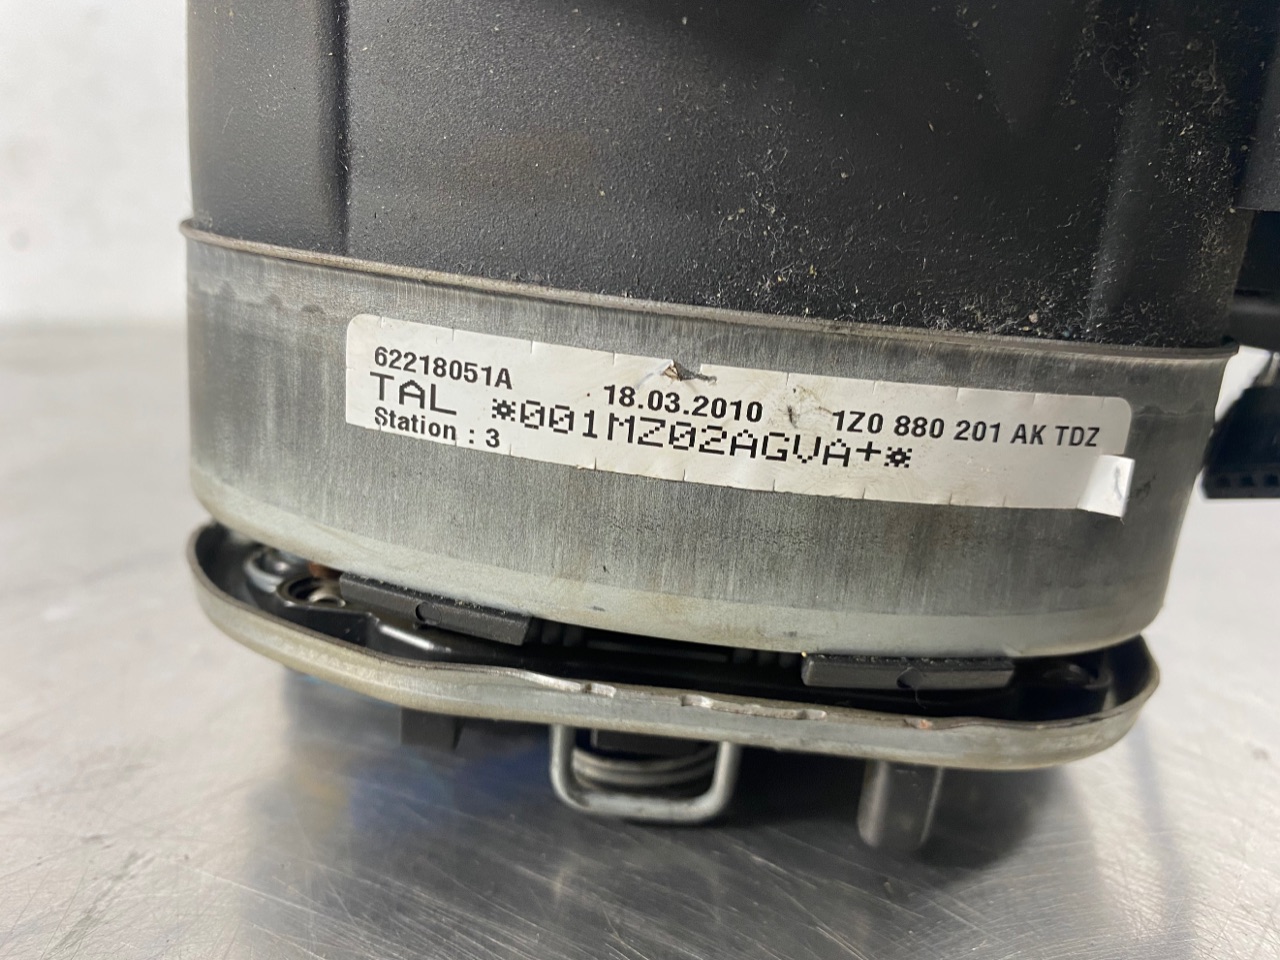 62218051A 18.03.2010 1Z0 880 201 AK TDZ
TAL *001MZ02AGVA+*
Station : 3